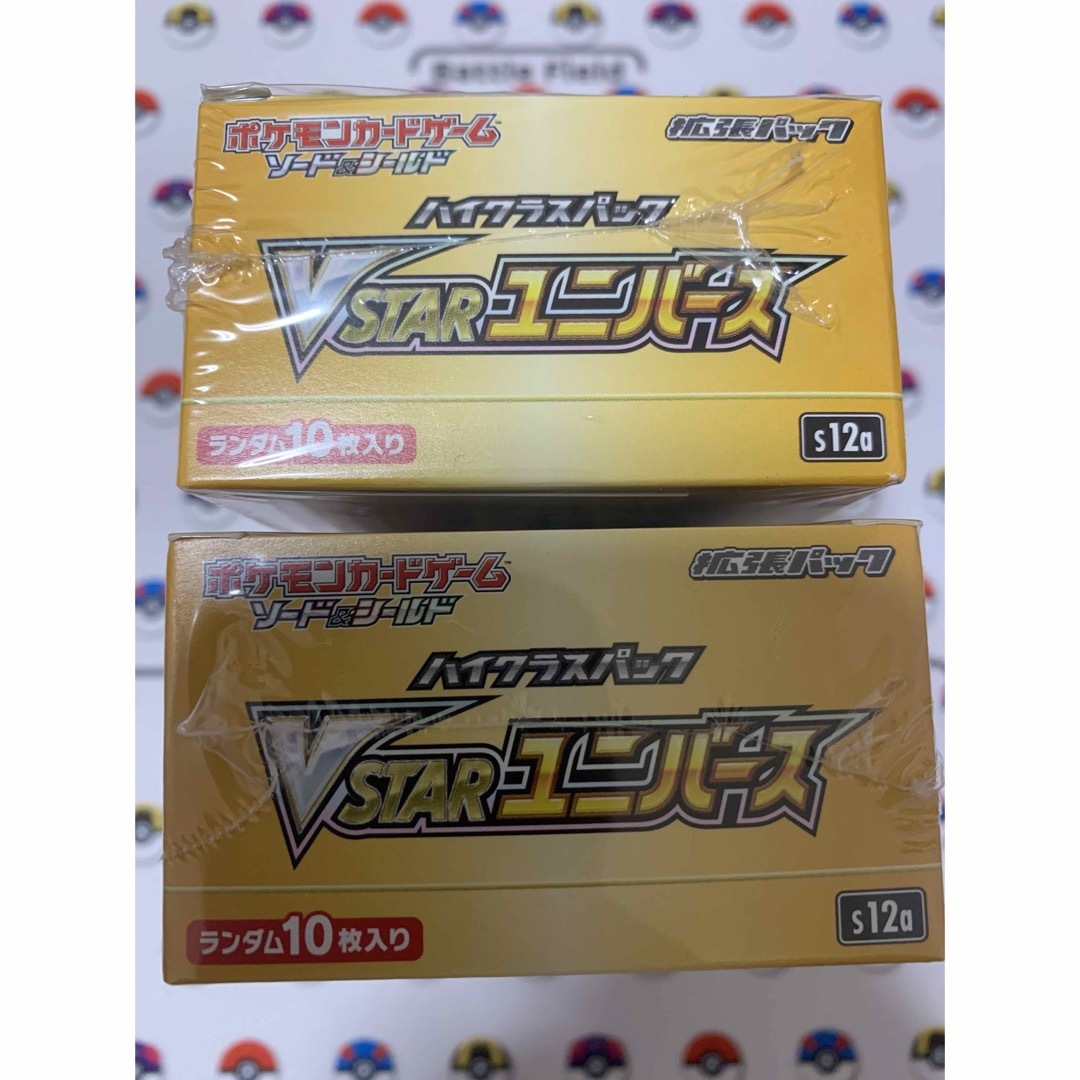 Battle Field
ポケモンカードゲーム™
拡張パック
ソード&シールド
ハイクラスパック
VSTARユニバース
ランダム10枚入り
s12a
ポケモンカードゲーム™
拡張パック
ソード&シールド
ハイクラスパック
VSTARユニバース
ランダム10枚入り
s12a